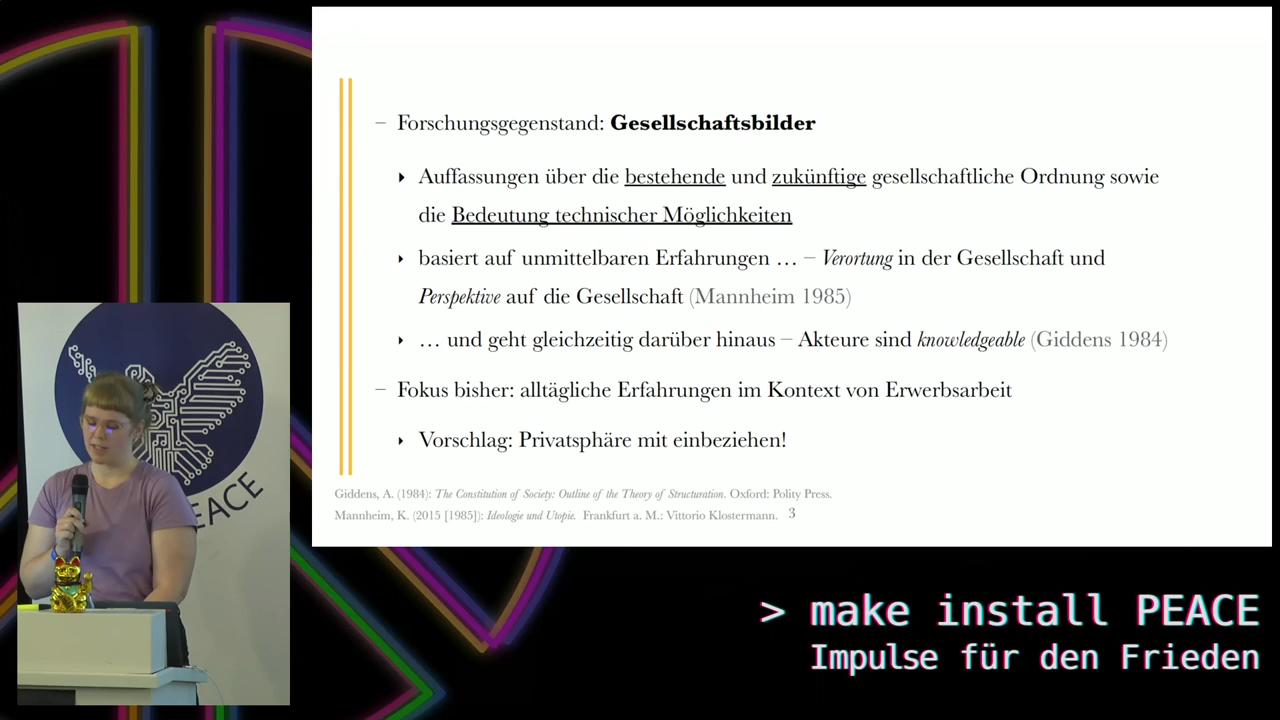 – Forschungsgegenstand: Gesellschaftsbilder
Auffassungen über die bestehende und zukünftige gesellschaftliche Ordnung sowie
die Bedeutung technischer Möglichkeiten
basiert auf unmittelbaren Erfahrungen … – Verortung in der Gesellschaft und
Perspektive auf die Gesellschaft (Mannheim 1985)
… und geht gleichzeitig darüber hinaus – Akteure sind knowledgeable (Giddens 1984)
– Fokus bisher: alltägliche Erfahrungen im Kontext von Erwerbsarbeit
Vorschlag: Privatsphäre mit einbeziehen!
Giddens, A. (1984): The Constitution of Society: Outline of the Theory of Structuration. Oxford: Polity Press.
Mannheim, K. (2015 [1985]): Ideologie und Utopie. Frankfurt a. M.: Vittorio Klostermann. 3
EACE
> make install PEACE
Impulse für den Frieden